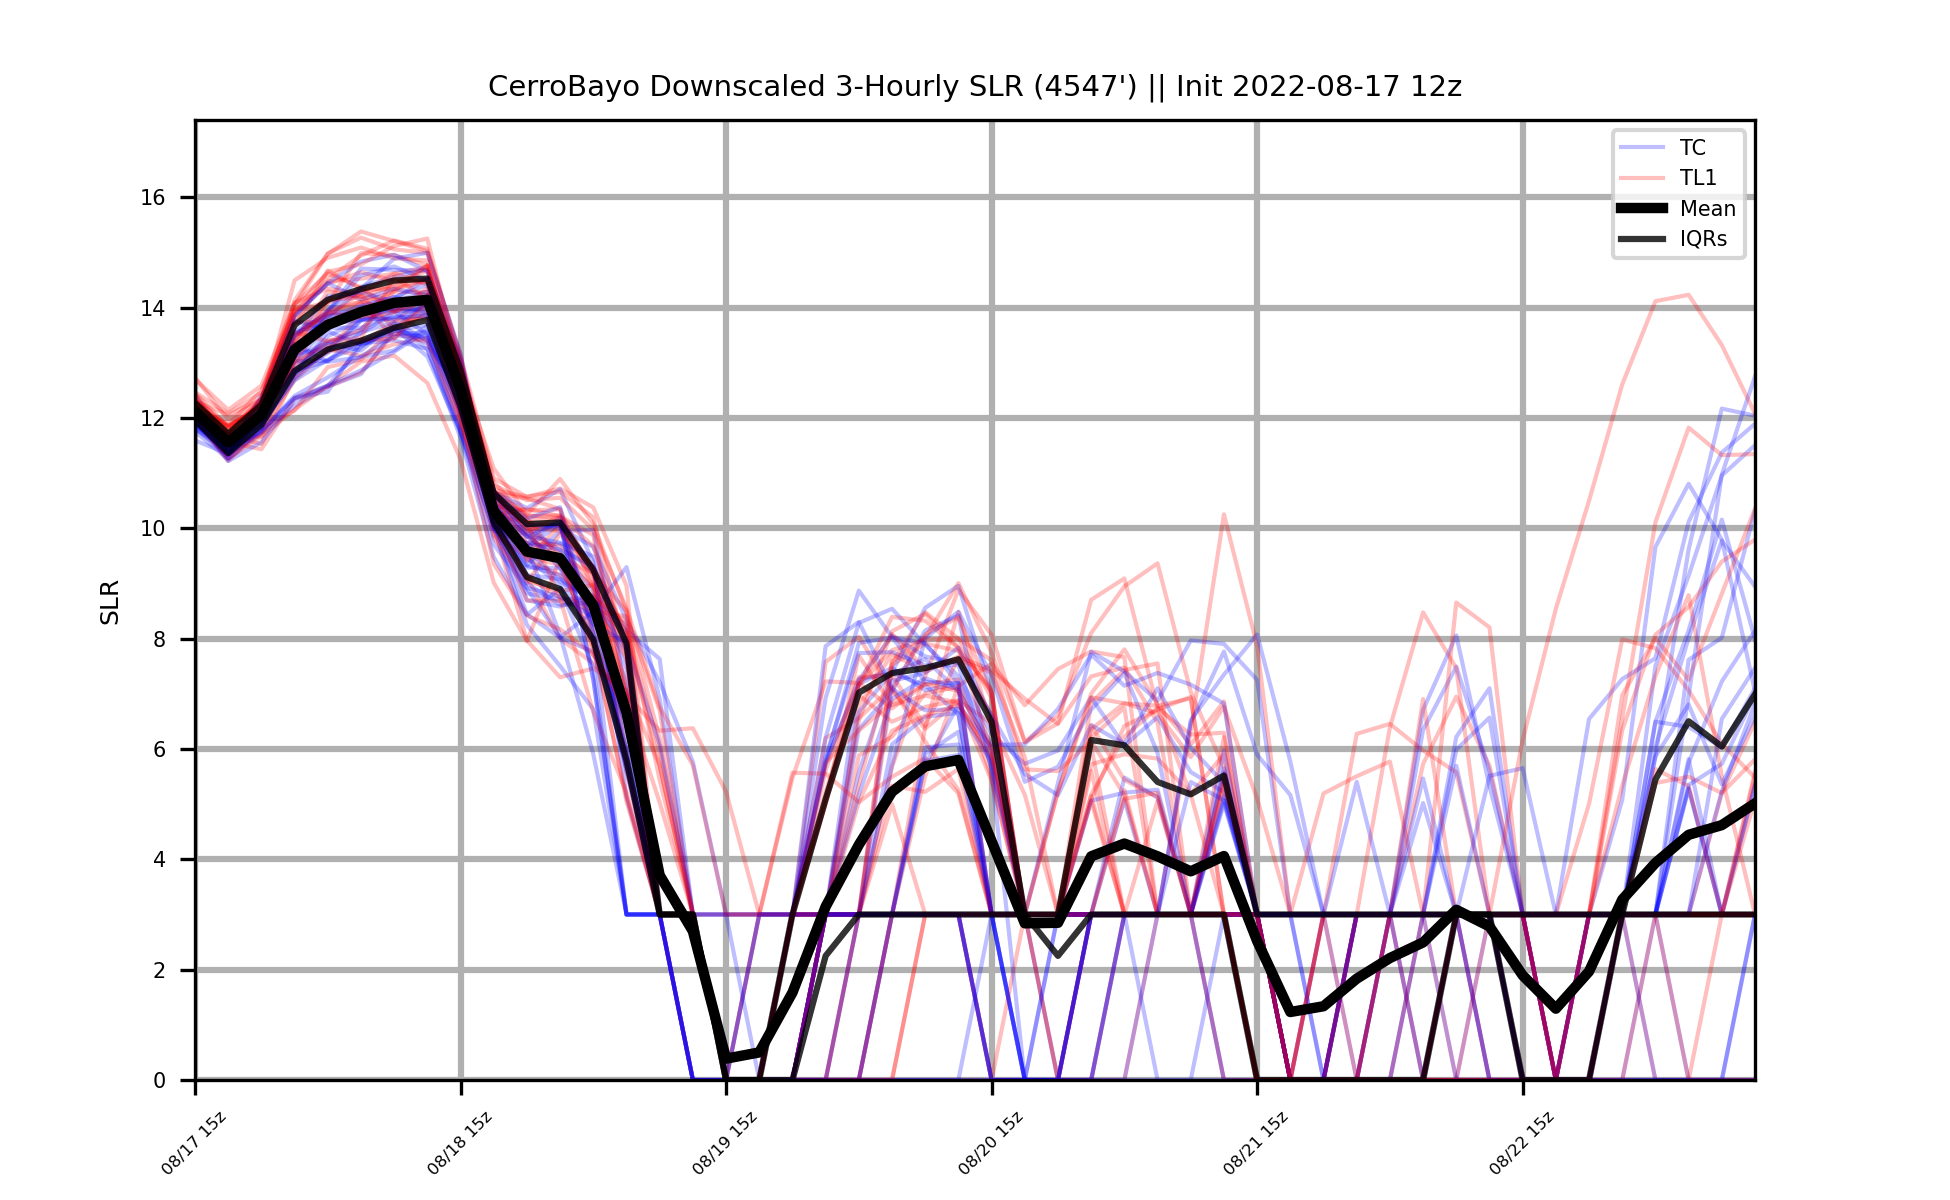 CerroBayo Downscaled 3-Hourly SLR (4547') || Init 2022-08-17 12z
TC
TL1
Mean
IQRs
SLR
16
14
12
10
8
6
4
2
0
08/17 15z
08/18 15z
08/19 15z
08/20 15z
08/21 15z
08/22 15z